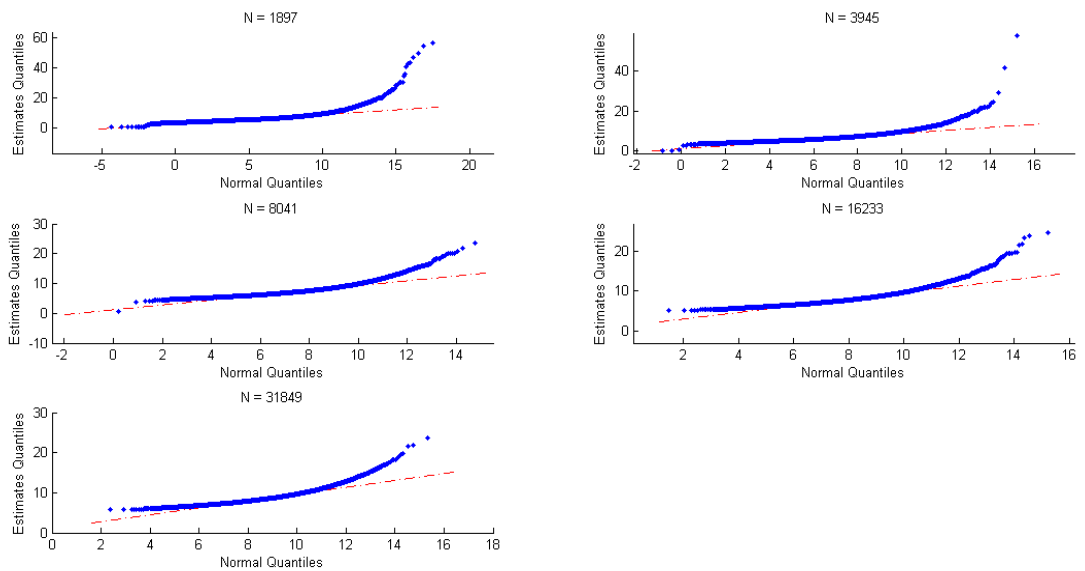 N = 1897
Estimates Quantiles
60
40
20
0
-5 0 5 10 15 20
Normal Quantiles
N = 3945
Estimates Quantiles
40
20
0
-2 0 2 4 6 8 10 12 14 16
Normal Quantiles
N = 8041
Estimates Quantiles
30
20
10
0
-10
-2 0 2 4 6 8 10 12 14
Normal Quantiles
N = 16233
Estimates Quantiles
20
10
0
2 4 6 8 10 12 14 16
Normal Quantiles
N = 31849
Estimates Quantiles
30
20
10
0
0 2 4 6 8 10 12 14 16 18
Normal Quantiles